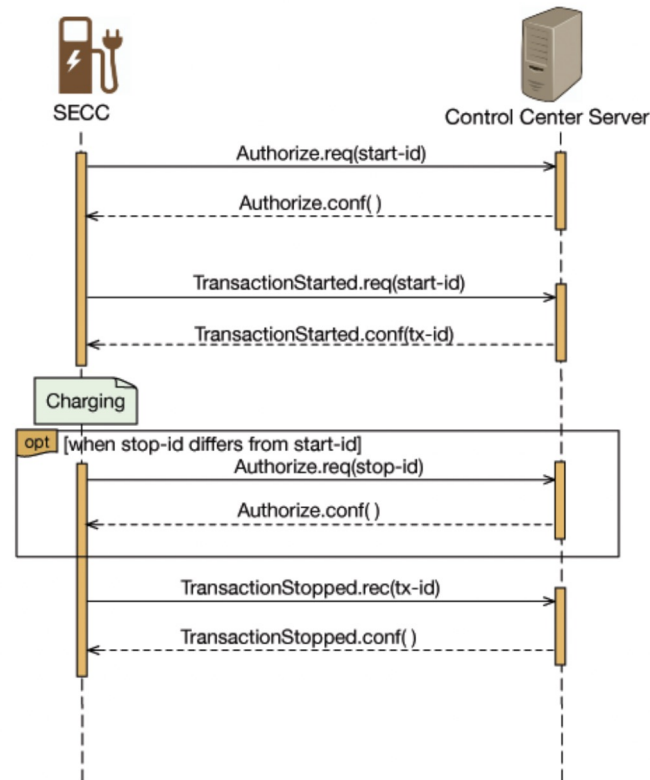 SECC
Control Center Server
Authorize.req(start-id)
Authorize.conf( )
TransactionStarted.req(start-id)
TransactionStarted.conf(tx-id)
Charging
opt [when stop-id differs from start-id]
Authorize.req(stop-id)
Authorize.conf( )
TransactionStopped.rec(tx-id)
TransactionStopped.conf( )